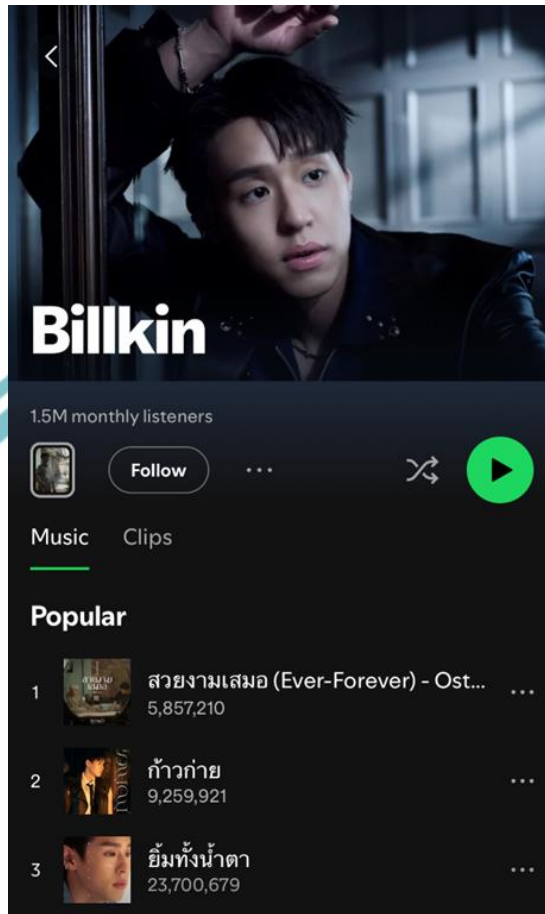 Billkin
1.5M monthly listeners
Follow
Music Clips
Popular
1
สวยงามเสมอ (Ever-Forever) - Ost...
5,857,210
2
ก้าวก่าย
9,259,921
3
ยิ้มทั้งน้ำตา
23,700,679